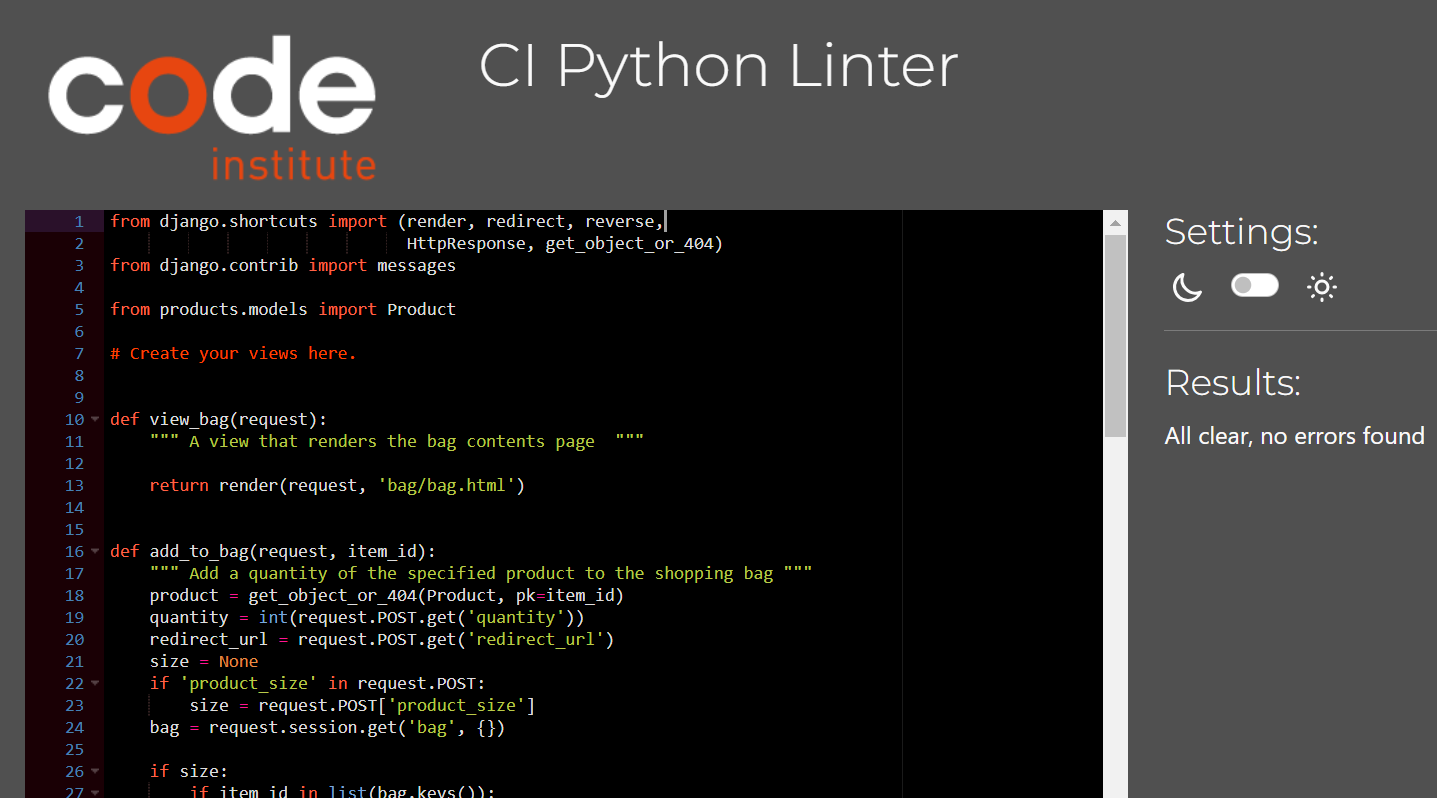 code
institute
CI Python Linter
1 from django.shortcuts import (render, redirect, reverse,
2                               HttpResponse, get_object_or_404)
3 from django.contrib import messages
4
5 from products.models import Product
6
7 # Create your views here.
8
9
10 def view_bag(request):
11     """ A view that renders the bag contents page  """
12
13     return render(request, 'bag/bag.html')
14
15
16 def add_to_bag(request, item_id):
17     """ Add a quantity of the specified product to the shopping bag """
18     product = get_object_or_404(Product, pk=item_id)
19     quantity = int(request.POST.get('quantity'))
20     redirect_url = request.POST.get('redirect_url')
21     size = None
22     if 'product_size' in request.POST:
23         size = request.POST['product_size']
24     bag = request.session.get('bag', {})
25
26     if size:
27         if item_id in list(bag.keys()):
Settings:
Results:
All clear, no errors found